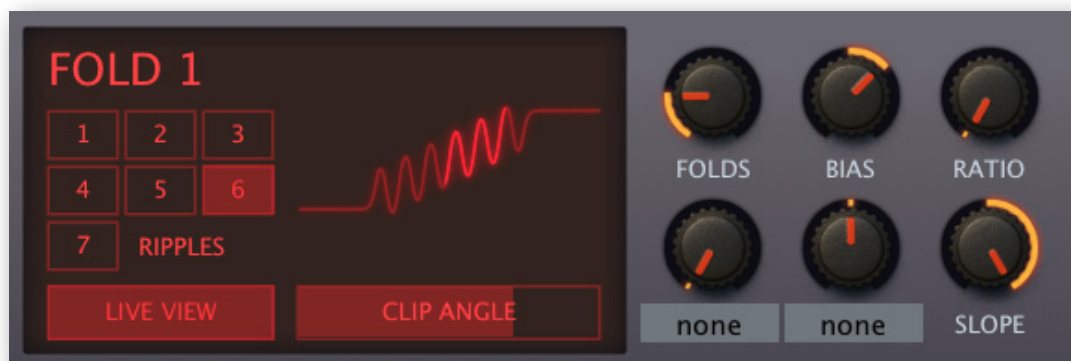 FOLD 1
1 2 3
4 5 6
7 RIPPLES
LIVE VIEW CLIP ANGLE
FOLDS BIAS RATIO
none none SLOPE